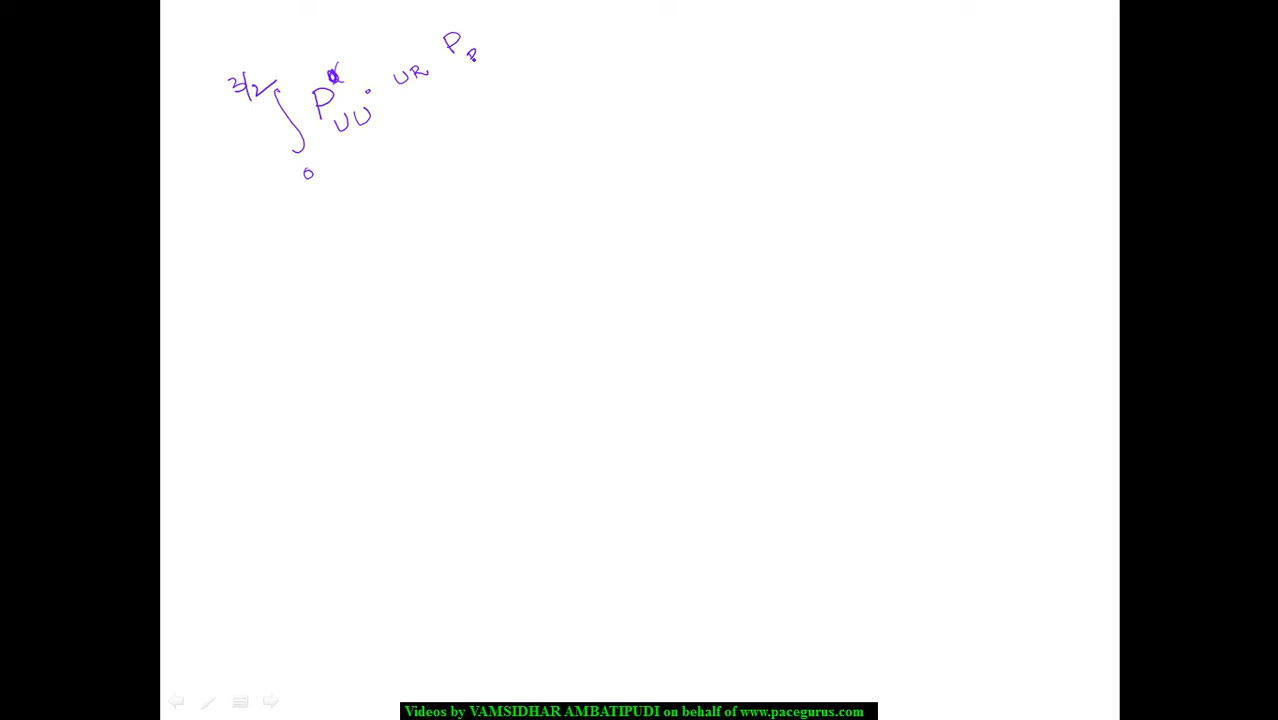 3/2 ∫ 0 P UU . UR P R
Videos by VAMSIDHAR AMBATIPUDI on behalf of www.pacegurus.com